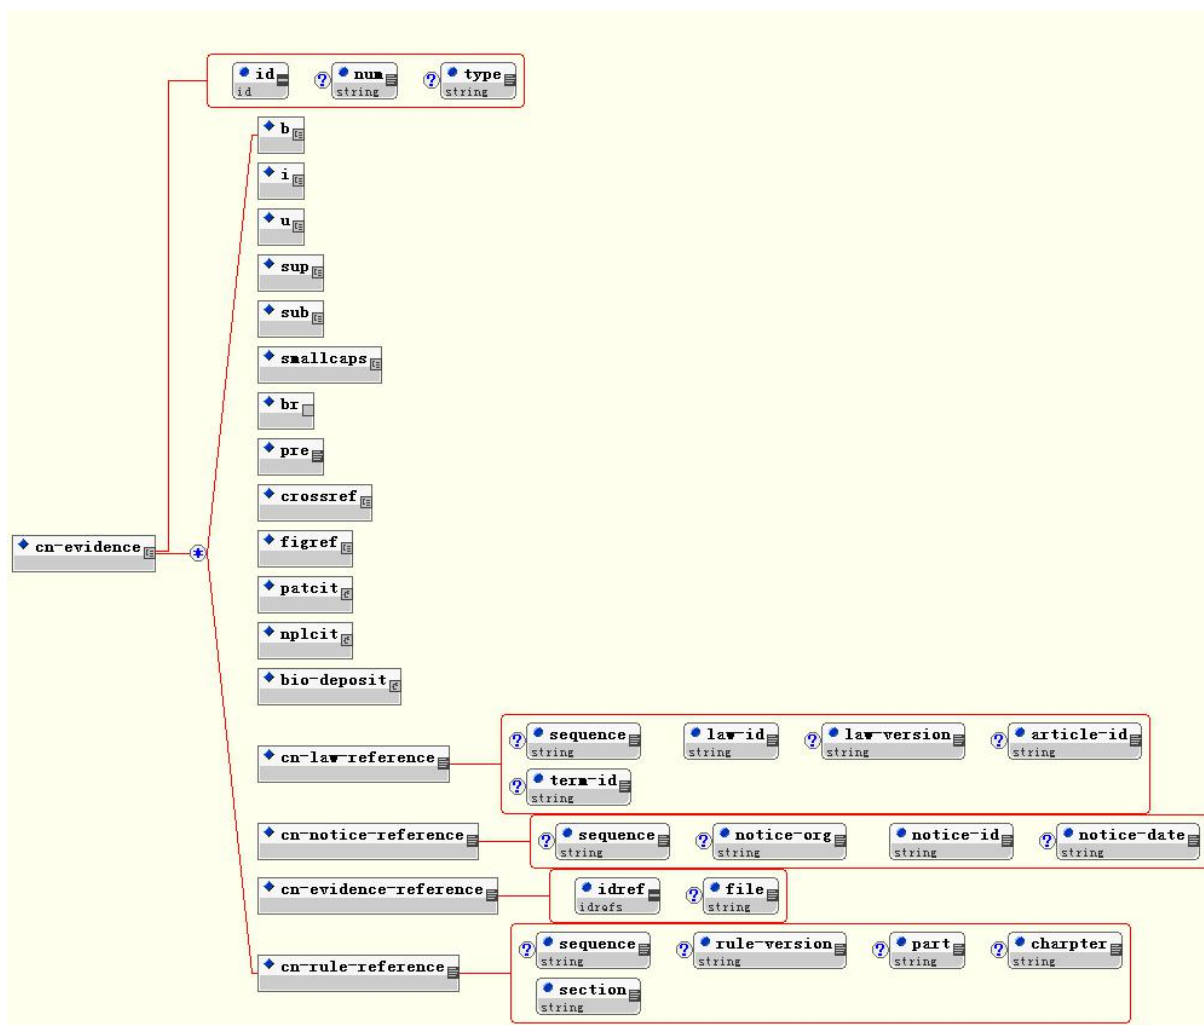 id num type
id string string
b
i
u
sup
sub
smallcaps
br
pre
crossref
figref
cn-evidence
patcit
nplcit
bio-deposit
sequence law-id law-version article-id
string string string string
cn-law-reference
term-id
string
cn-notice-reference sequence notice-org notice-id notice-date
string string string string
cn-evidence-reference idref file
idrefs string
sequence rule-version part charpter
string string string string
cn-rule-reference
section
string